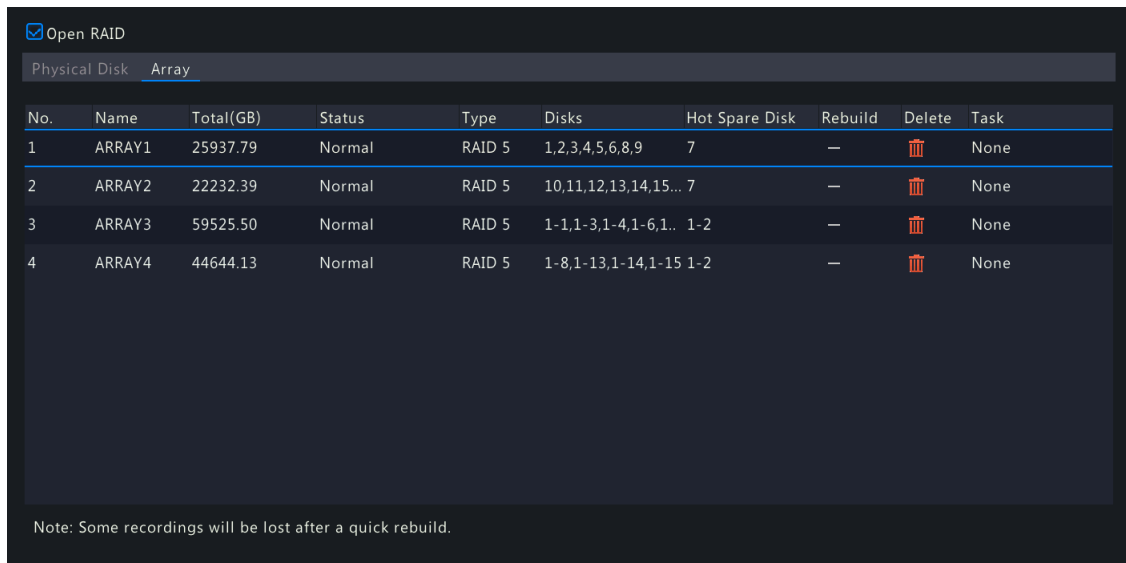 Open RAID
Physical Disk Array
No. Name Total(GB) Status Type Disks Hot Spare Disk Rebuild Delete Task
1 ARRAY1 25937.79 Normal RAID 5 1,2,3,4,5,6,8,9 7 — None
2 ARRAY2 22232.39 Normal RAID 5 10,11,12,13,14,15... 7 — None
3 ARRAY3 59525.50 Normal RAID 5 1-1,1-3,1-4,1-6,1.. 1-2 — None
4 ARRAY4 44644.13 Normal RAID 5 1-8,1-13,1-14,1-15 1-2 — None
Note: Some recordings will be lost after a quick rebuild.